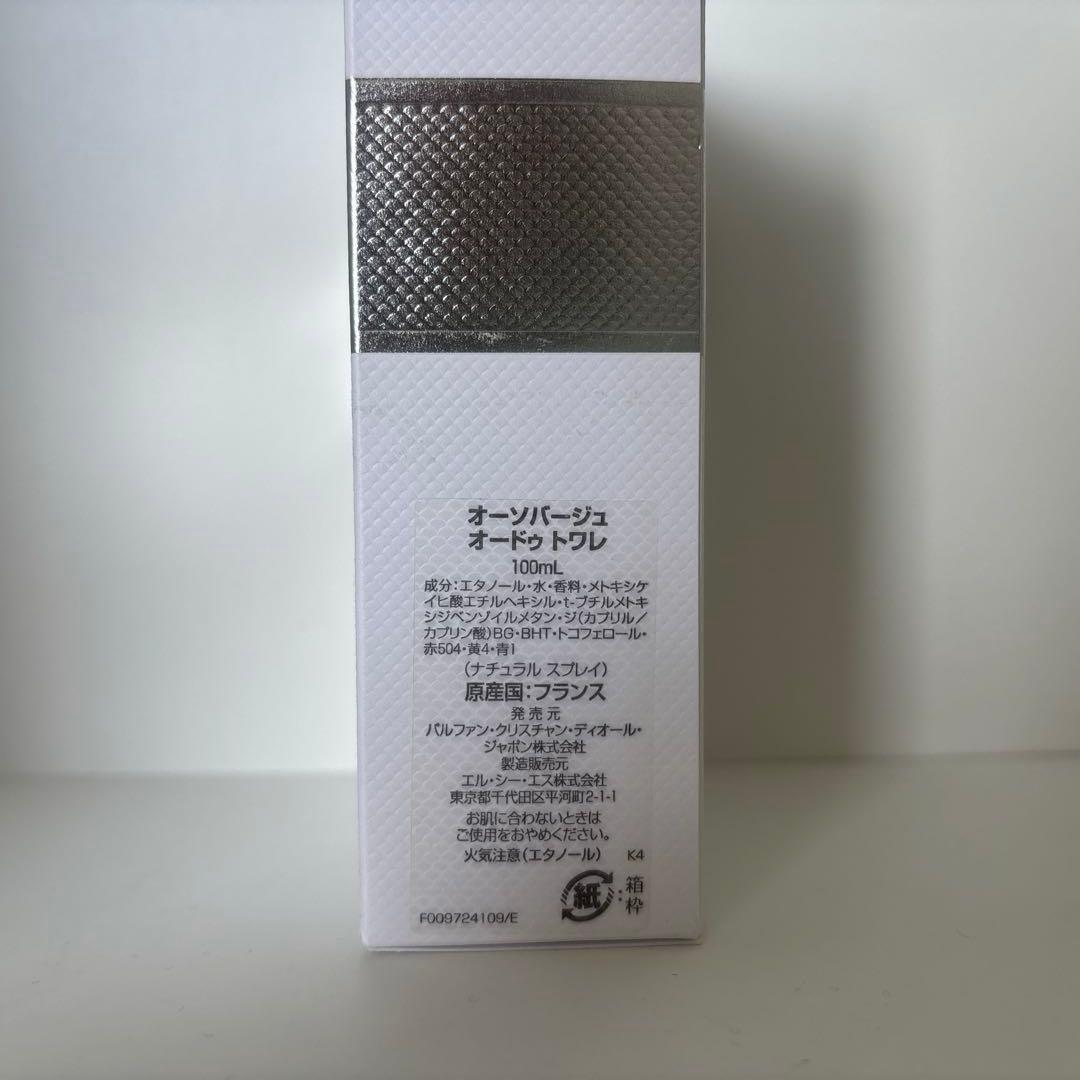 オーソバージュ
オードゥ トワレ
100mL
成分:エタノール・水・香料・メトキシケ
イヒ酸エチルヘキシル・t-ブチルメトキ
シジベンゾイルメタン・ジ(カプリル/
カプリン酸)BG・BHT・トコフェロール・
赤504・黄4・青1
(ナチュラル スプレイ)
原産国:フランス
発売元
パルファン・クリスチャン・ディオール・
ジャポン株式会社
製造販売元
エル・シー・エス株式会社
東京都千代田区平河町2-1-1
お肌に合わないときは
ご使用をおやめください。
火気注意(エタノール) K4
紙:箱
枠
F009724109/E